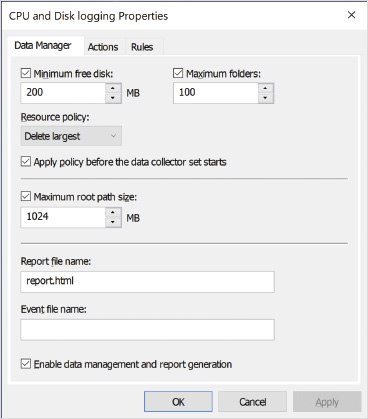 CPU and Disk logging Properties
Data Manager Actions Rules
Minimum free disk: Maximum folders:
200 MB 100
Resource policy:
Delete largest
Apply policy before the data collector set starts
Maximum root path size:
1024 MB
Report file name:
report.html
Event file name:
Enable data management and report generation
OK Cancel Apply